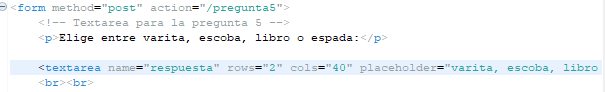 <form method="post" action="/pregunta5">
<!-- Textarea para la pregunta 5 -->
<p>Elige entre varita, escoba, libro o espada:</p>
<textarea name="respuesta" rows="2" cols="40" placeholder="varita, escoba, libro
<br><br>